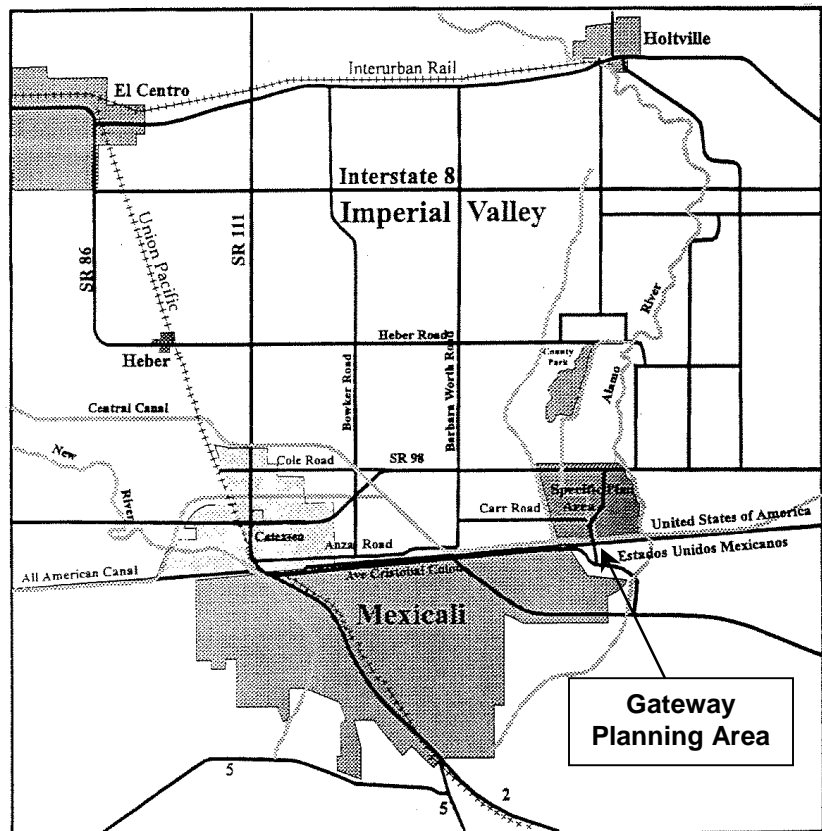 Holtville
Interurban Rail
El Centro
Interstate 8
Imperial Valley
Union Pacific
SR 86
SR 111
River
Heber Road
Heber
County
Park
Bowker Road
Barbara Worth Road
Alamo
Central Canal
New
River
Cole Road
SR 98
Specific Plan
Area
Carr Road
Calexico
Anza Road
United States of America
Estados Unidos Mexicanos
All American Canal
Ave Cristobal Colon
Mexicali
Gateway
Planning Area
5
5
2